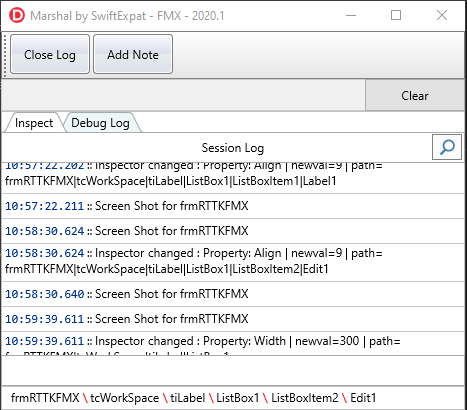 Marshal by SwiftExpat - FMX - 2020.1
Close Log
Add Note
Clear
Inspect
Debug Log
Session Log
10:57:22.202 :: Inspector changed : Property: Align | newval=9 | path=
frmRTTKFMX|tcWorkSpace|tiLabel|ListBox1|ListBoxItem1|Label1
10:57:22.211 :: Screen Shot for frmRTTKFMX
10:58:30.624 :: Screen Shot for frmRTTKFMX
10:58:30.624 :: Inspector changed : Property: Align | newval=9 | path=
frmRTTKFMX|tcWorkSpace|tiLabel|ListBox1|ListBoxItem2|Edit1
10:58:30.640 :: Screen Shot for frmRTTKFMX
10:59:39.611 :: Screen Shot for frmRTTKFMX
10:59:39.611 :: Inspector changed : Property: Width | newval=300 | path=
frmRTTKFMX|tcWorkSpace|tiLabel|ListBox1
frmRTTKFMX \ tcWorkSpace \ tiLabel \ ListBox1 \ ListBoxItem2 \ Edit1